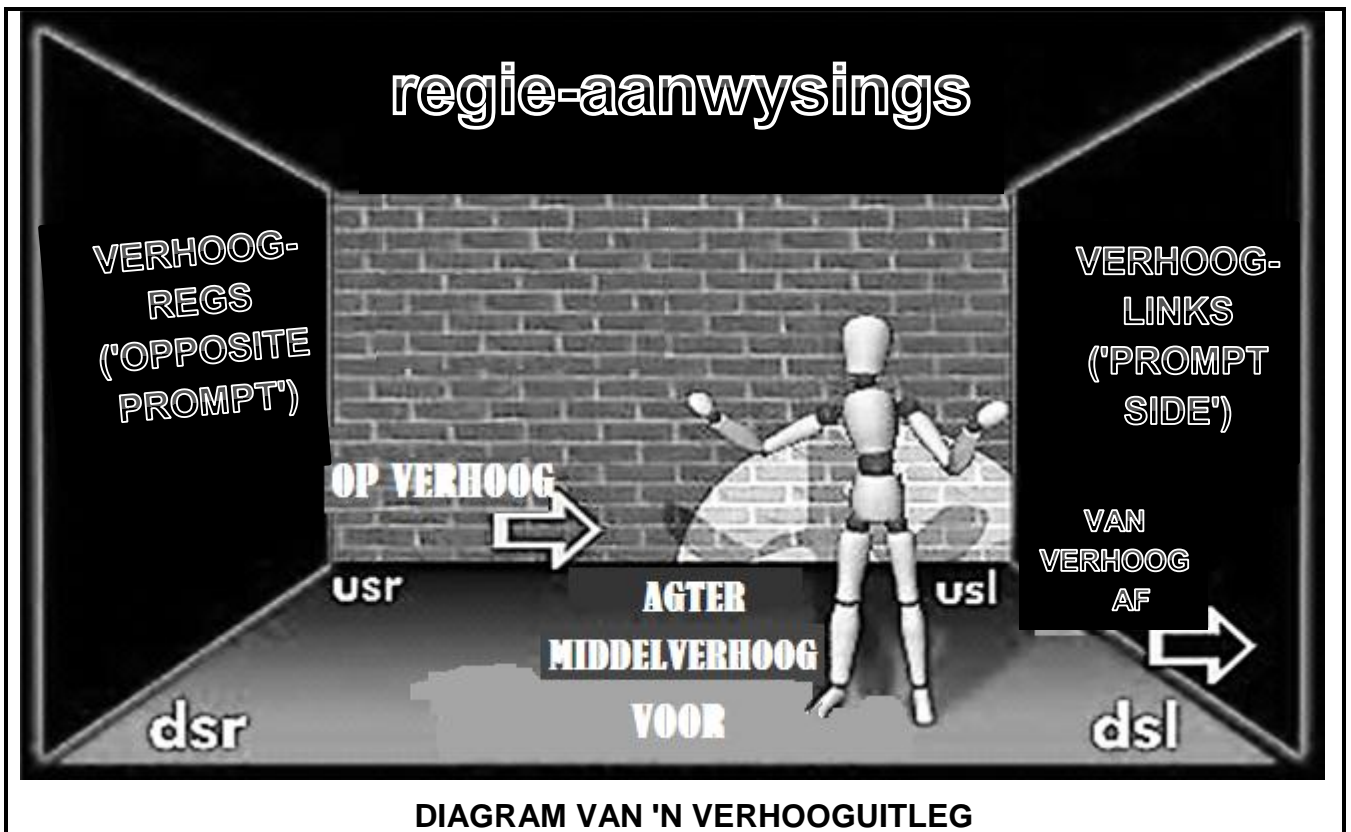 regie-aanwysings
VERHOOG-
REGS
('OPPOSITE
PROMPT')
VERHOOG-
LINKS
('PROMPT
SIDE')
OP VERHOOG
VAN
VERHOOG
AF
usr
AGTER
usl
MIDDELVERHOOG
VOOR
dsr
dsl
DIAGRAM VAN 'N VERHOOGUITLEG